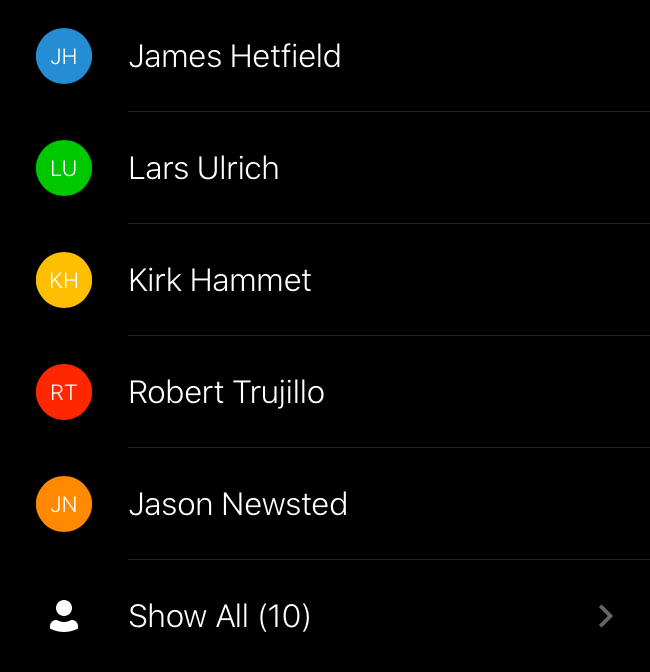 JH James Hetfield
LU Lars Ulrich
KH Kirk Hammet
RT Robert Trujillo
JN Jason Newsted
Show All (10)